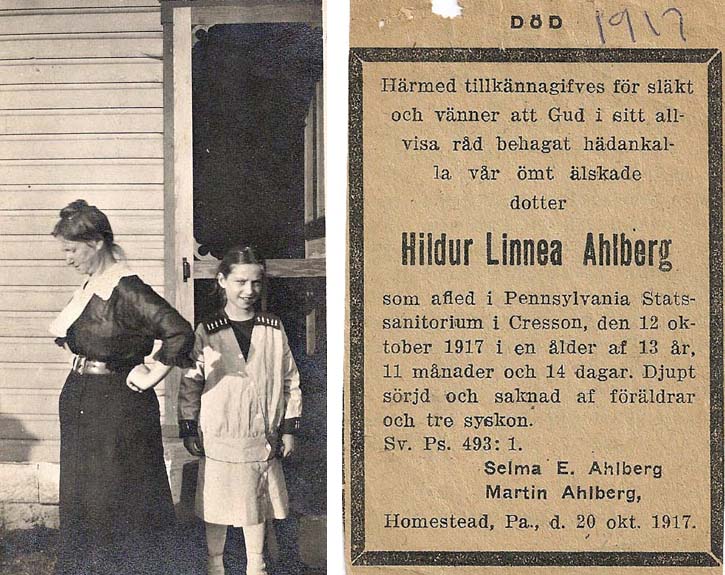 DÖD 1917
Härmed tillkännagifves för släkt
och vänner att Gud i sitt all-
visa råd behagat hädankal-
la vår ömt älskade
dotter
Hildur Linnea Ahlberg
som afled i Pennsylvania Stats-
sanitorium i Cresson, den 12 ok-
tober 1917 i en ålder af 13 år,
11 månader och 14 dagar. Djupt
sörjd och saknad af föräldrar
och tre syskon.
Sv. Ps. 493: 1.
Selma E. Ahlberg
Martin Ahlberg,
Homestead, Pa., d. 20 okt. 1917.